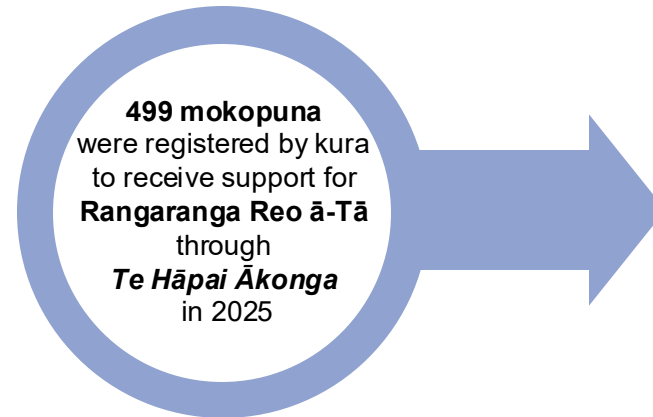 499 mokopuna
were registered by kura
to receive support for
Rangaranga Reo ā-Tā
through
Te Hāpai Ākonga
in 2025